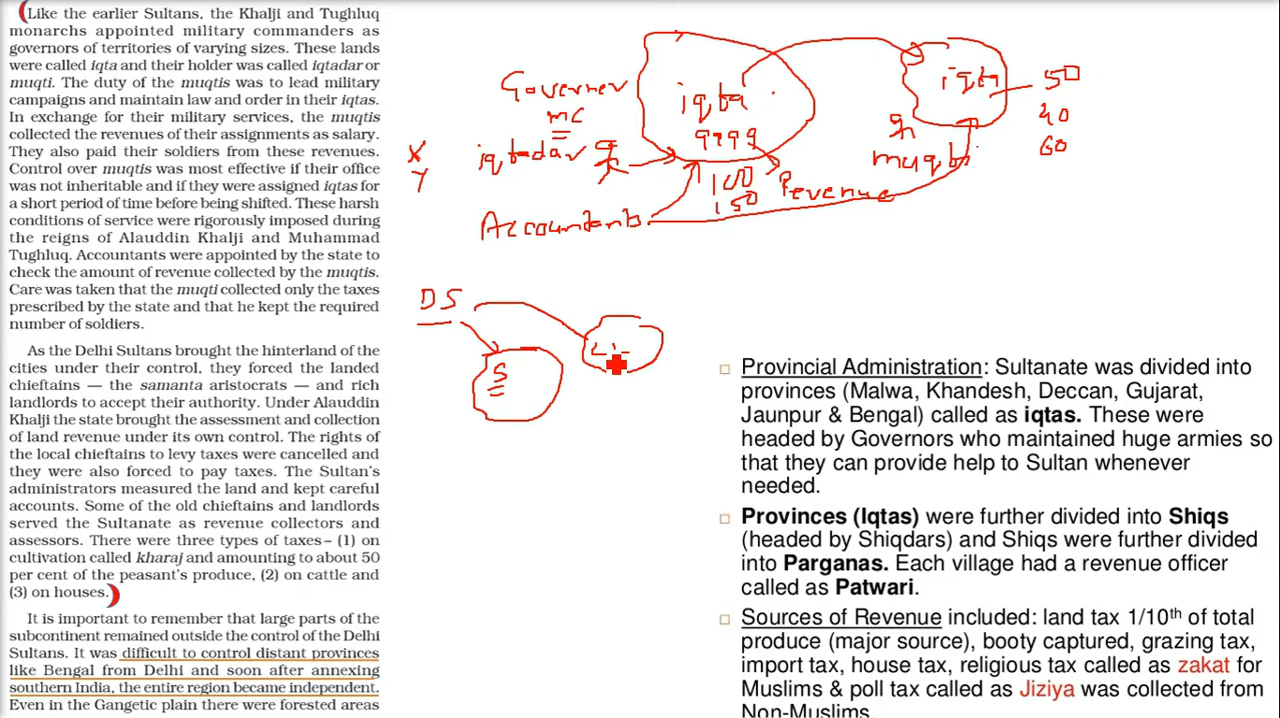 (Like the earlier Sultans, the Khalji and Tughluq
monarchs appointed military commanders as
governors of territories of varying sizes. These lands
were called iqta and their holder was called iqtadar or
muqti. The duty of the muqtis was to lead military
campaigns and maintain law and order in their iqtas.
In exchange for their military services, the muqtis
collected the revenues of their assignments as salary.
They also paid their soldiers from these revenues.
Control over muqtis was most effective if their office
was not inheritable and if they were assigned iqtas for
a short period of time before being shifted. These harsh
conditions of service were rigorously imposed during
the reigns of Alauddin Khalji and Muhammad
Tughluq. Accountants were appointed by the state to
check the amount of revenue collected by the muqtis.
Care was taken that the muqti collected only the taxes
prescribed by the state and that he kept the required
number of soldiers.
As the Delhi Sultans brought the hinterland of the
cities under their control, they forced the landed
chieftains — the samanta aristocrats — and rich
landlords to accept their authority. Under Alauddin
Khalji the state brought the assessment and collection
of land revenue under its own control. The rights of
the local chieftains to levy taxes were cancelled and
they were also forced to pay taxes. The Sultan's
administrators measured the land and kept careful
accounts. Some of the old chieftains and landlords
served the Sultanate as revenue collectors and
assessors. There were three types of taxes– (1) on
cultivation called kharaj and amounting to about 50
per cent of the peasant's produce, (2) on cattle and
(3) on houses.)
It is important to remember that large parts of the
subcontinent remained outside the control of the Delhi
Sultans. It was difficult to control distant provinces
like Bengal from Delhi and soon after annexing
southern India, the entire region became independent.
Even in the Gangetic plain there were forested areas
Governor
mc
iqtadar
x
y
iqta
9999
100
150
Revenue
Accountants
iqta
50
40
60
muqti
DS
S
□ Provincial Administration: Sultanate was divided into
provinces (Malwa, Khandesh, Deccan, Gujarat,
Jaunpur & Bengal) called as iqtas. These were
headed by Governors who maintained huge armies so
that they can provide help to Sultan whenever
needed.
□ Provinces (Iqtas) were further divided into Shiqs
(headed by Shiqdars) and Shiqs were further divided
into Parganas. Each village had a revenue officer
called as Patwari.
□ Sources of Revenue included: land tax 1/10th of total
produce (major source), booty captured, grazing tax,
import tax, house tax, religious tax called as zakat for
Muslims & poll tax called as Jiziya was collected from
Non-Muslims.